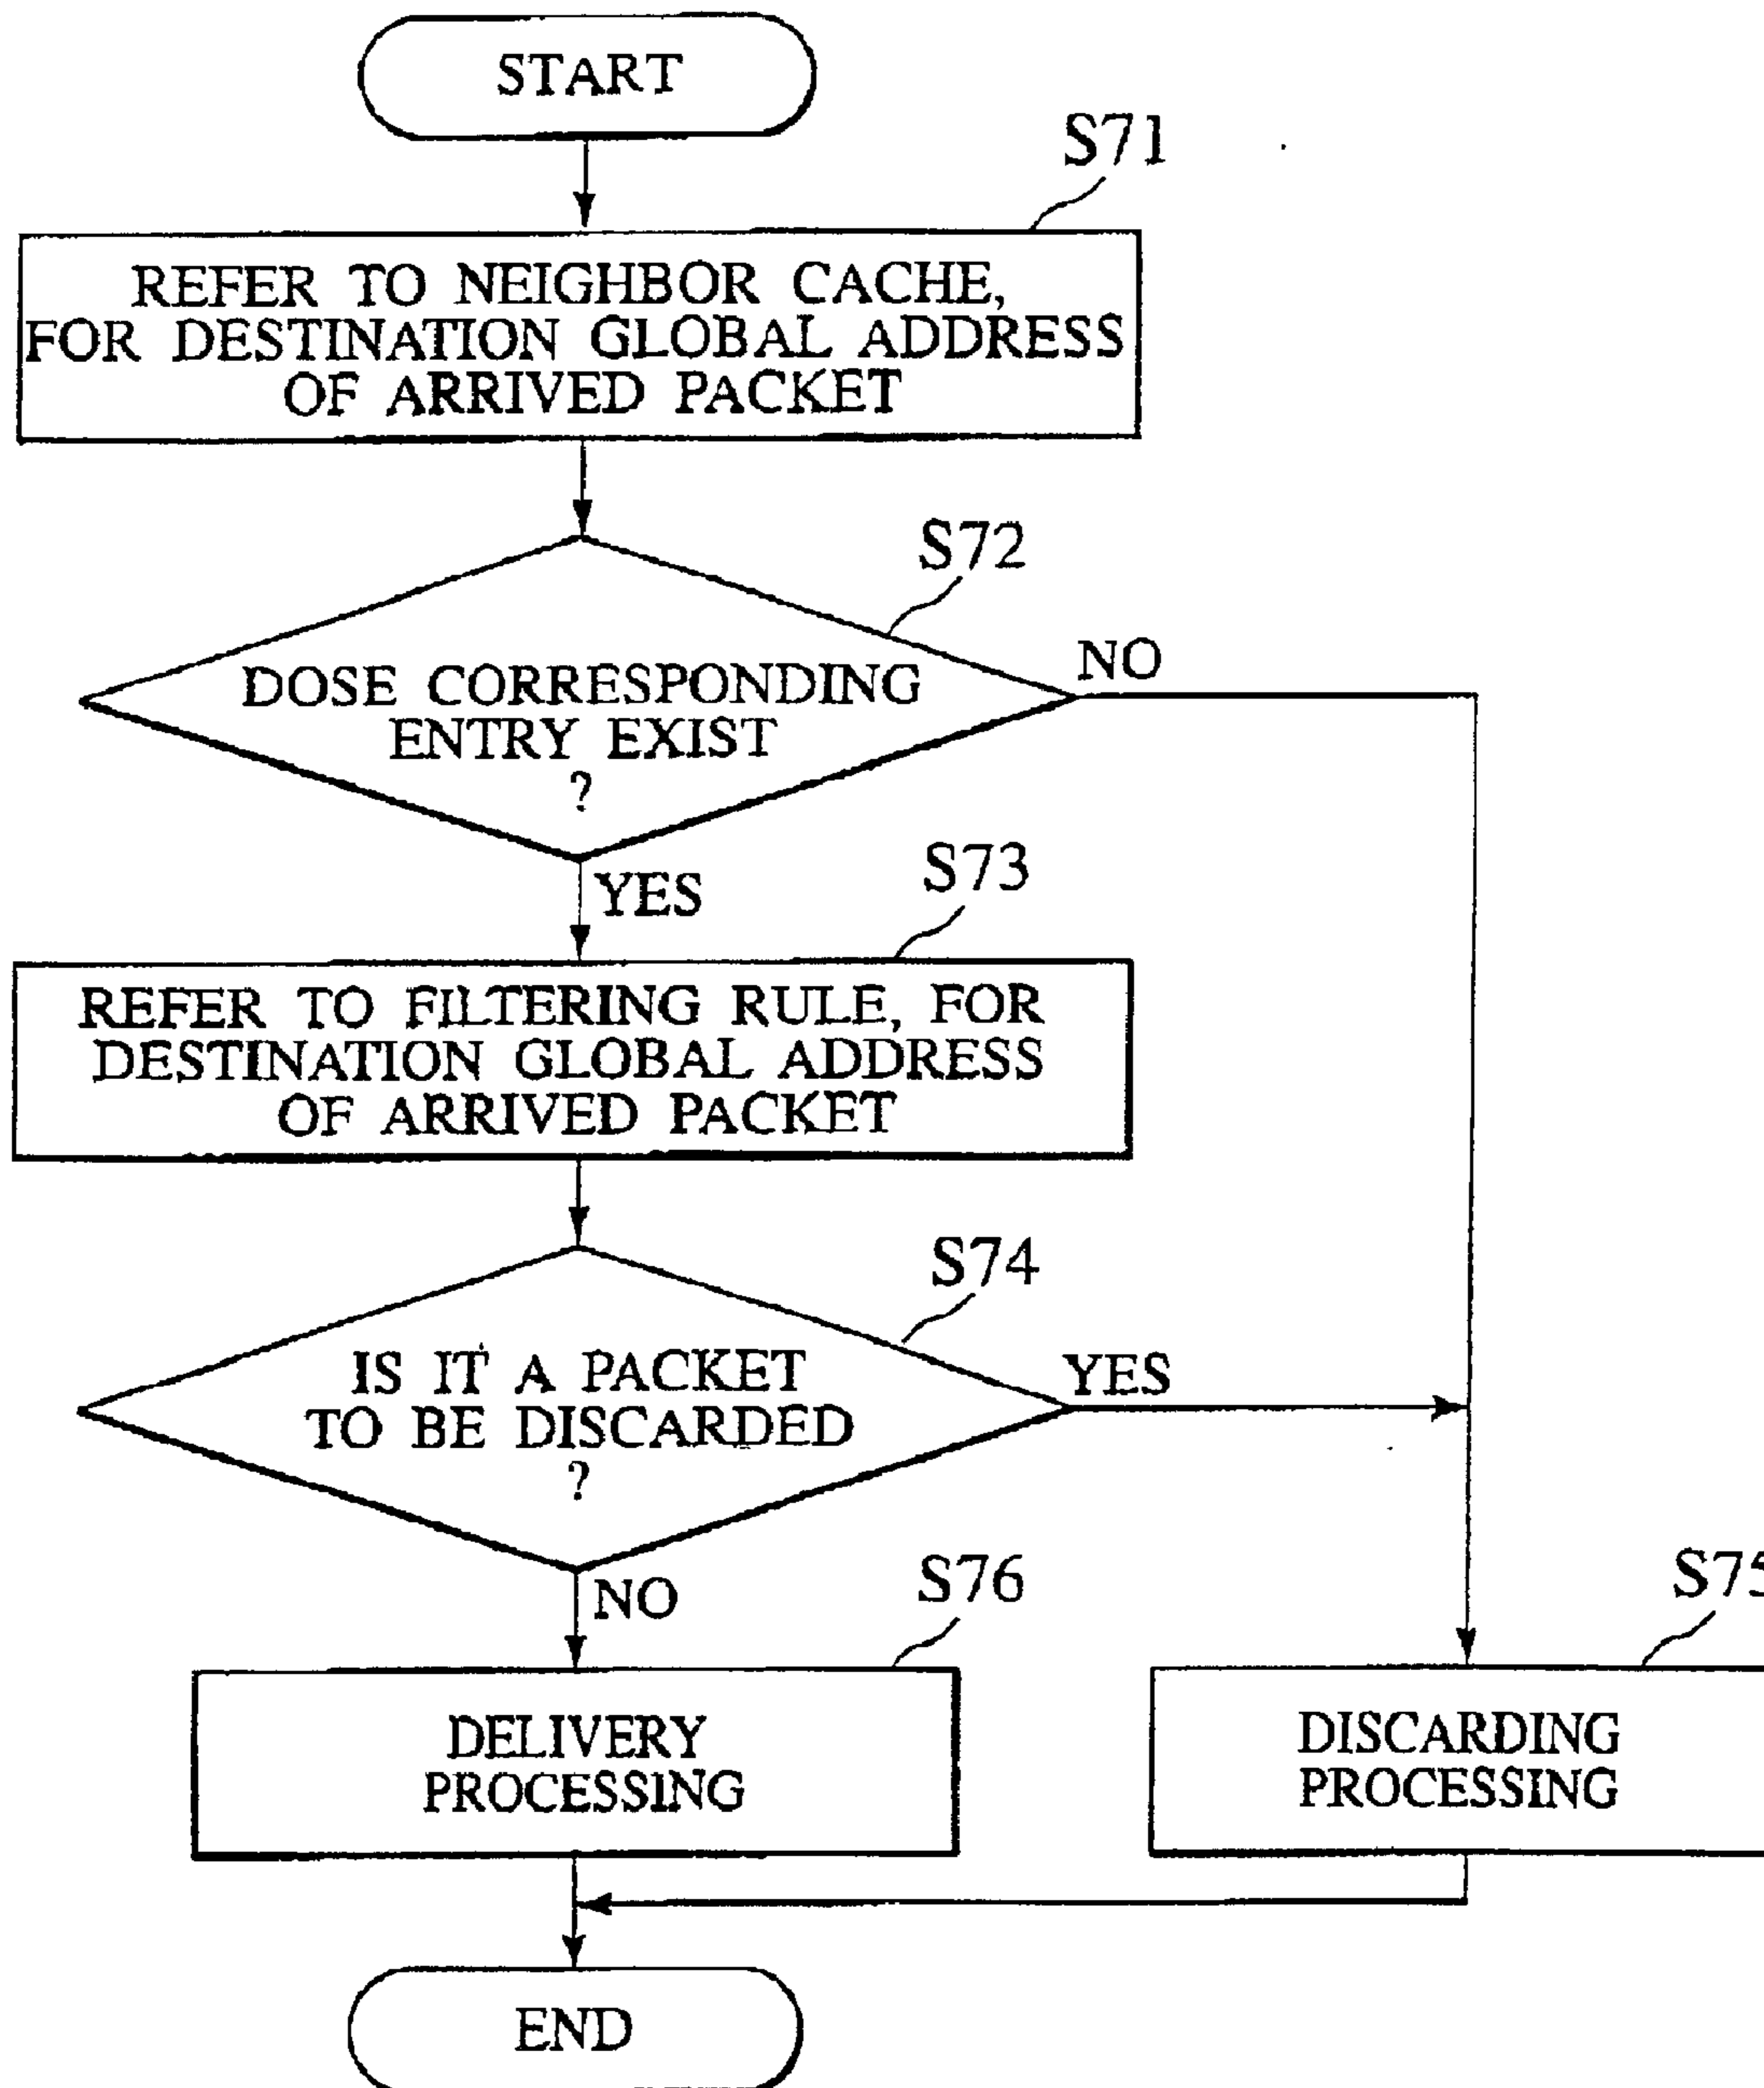 START
S71
REFER TO NEIGHBOR CACHE,
FOR DESTINATION GLOBAL ADDRESS
OF ARRIVED PACKET
S72
DOSE CORRESPONDING
ENTRY EXIST
?
NO
YES
S73
REFER TO FILTERING RULE, FOR
DESTINATION GLOBAL ADDRESS
OF ARRIVED PACKET
S74
IS IT A PACKET
TO BE DISCARDED
?
YES
NO
S76
DELIVERY
PROCESSING
S75
DISCARDING
PROCESSING
END